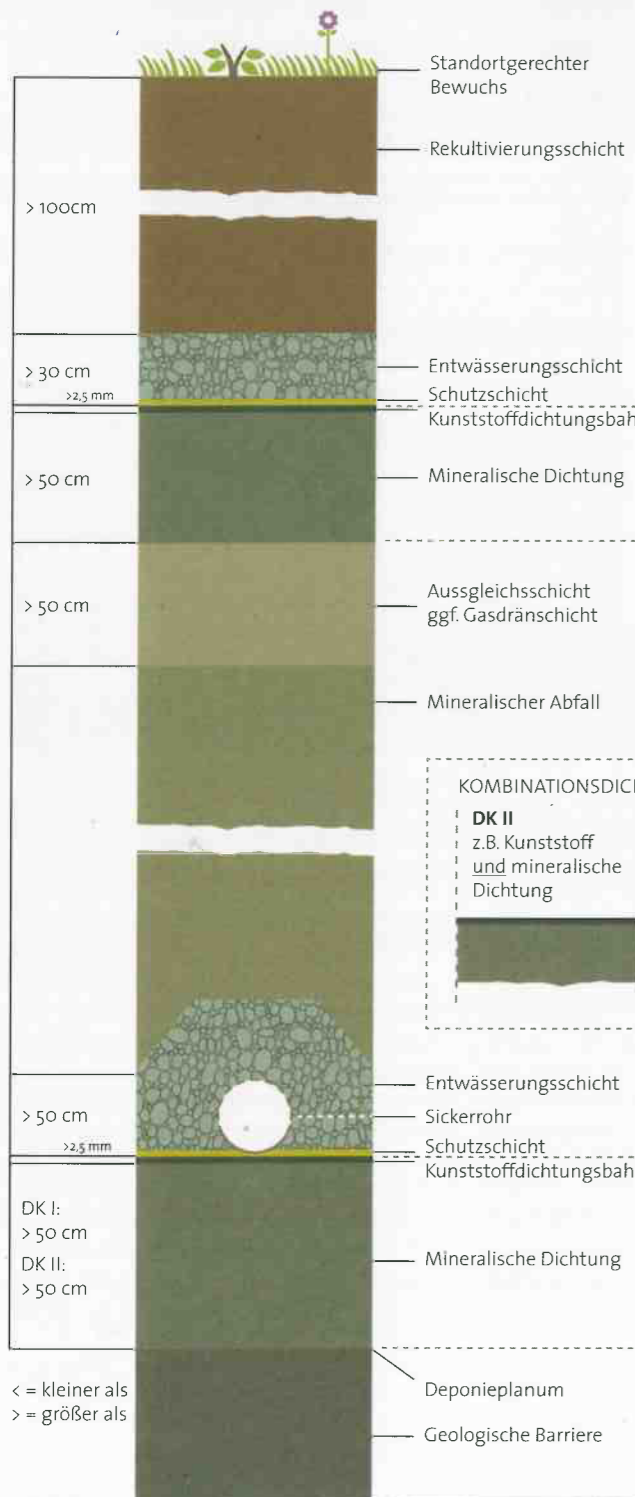 Standortgerechter
Bewuchs
Rekultivierungsschicht
> 100cm
> 30 cm
Entwässerungsschicht
>2,5 mm
Schutzschicht
Kunststoffdichtungsbah
> 50 cm
Mineralische Dichtung
> 50 cm
Aussgleichsschicht
ggf. Gasdränschicht
Mineralischer Abfall
KOMBINATIONSDICH
DK II
z.B. Kunststoff
und mineralische
Dichtung
Entwässerungsschicht
> 50 cm
Sickerrohr
>2,5 mm
Schutzschicht
Kunststoffdichtungsbah
DK I:
> 50 cm
DK II:
> 50 cm
Mineralische Dichtung
< = kleiner als
> = größer als
Deponieplanum
Geologische Barriere